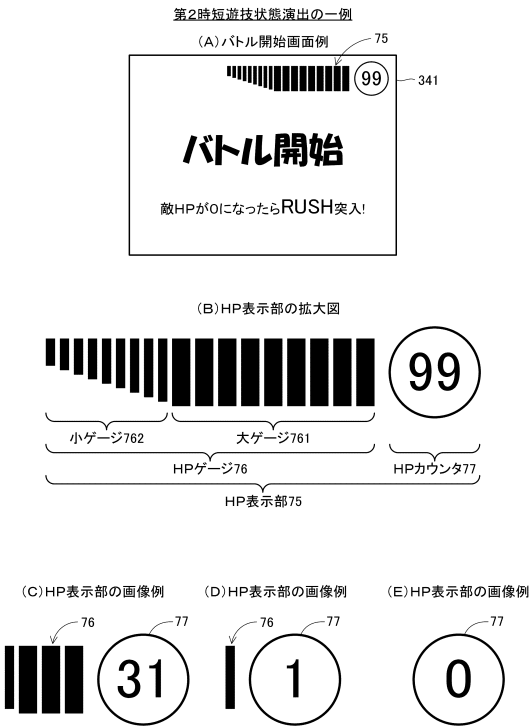 第2時短遊技状態演出の一例
(A)バトル開始画面例
75
99
341
バトル開始
敵HPが0になったらRUSH突入!
(B)HP表示部の拡大図
99
小ゲージ762
大ゲージ761
HPゲージ76
HPカウンタ77
HP表示部75
(C)HP表示部の画像例
(D)HP表示部の画像例
(E)HP表示部の画像例
76
77
76
77
77
31
1
0